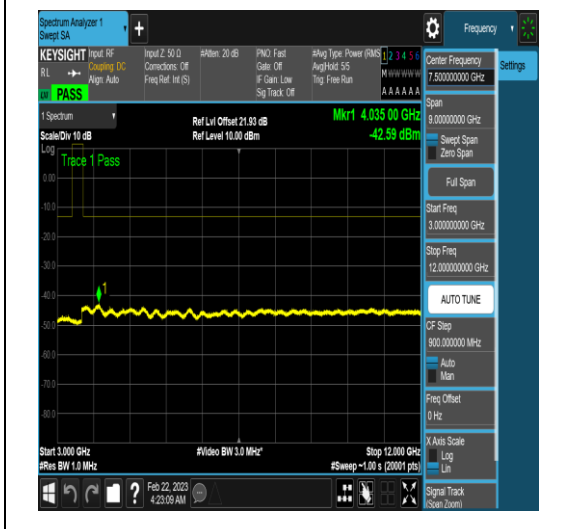 Spectrum Analyzer 1
Swept SA
+
Frequency
KEYSIGHT
RL
PASS
Input: RF
Coupling: DC
Align: Auto
Input Z: 50 Ω
Corrections: Off
Freq Ref: Int (S)
#Atten: 20 dB
PNO: Fast
Gate: Off
IF Gain: Low
Sig Track: Off
#Avg Type: Power (RMS
Avg|Hold: 5/5
Trig: Free Run
1 2 3 4 5 6
M W W W W W
A A A A A A
1 Spectrum
Scale/Div 10 dB
Ref Lvl Offset 21.93 dB
Ref Level 10.00 dBm
Mkr1 4.035 00 GHz
-42.59 dBm
Log
Trace 1 Pass
0.00
-10.0
-20.0
-30.0
-40.0
-50.0
-60.0
-70.0
-80.0
1
Start 3.000 GHz
#Res BW 1.0 MHz
#Video BW 3.0 MHz*
Stop 12.000 GHz
#Sweep ~1.00 s (20001 pts)
Center Frequency
7.500000000 GHz
Settings
Span
9.00000000 GHz
Swept Span
Zero Span
Full Span
Start Freq
3.000000000 GHz
Stop Freq
12.000000000 GHz
AUTO TUNE
CF Step
900.000000 MHz
Auto
Man
Freq Offset
0 Hz
X Axis Scale
Log
Lin
Signal Track
(Span Zoom)
?
Feb 22, 2023
4:23:09 AM